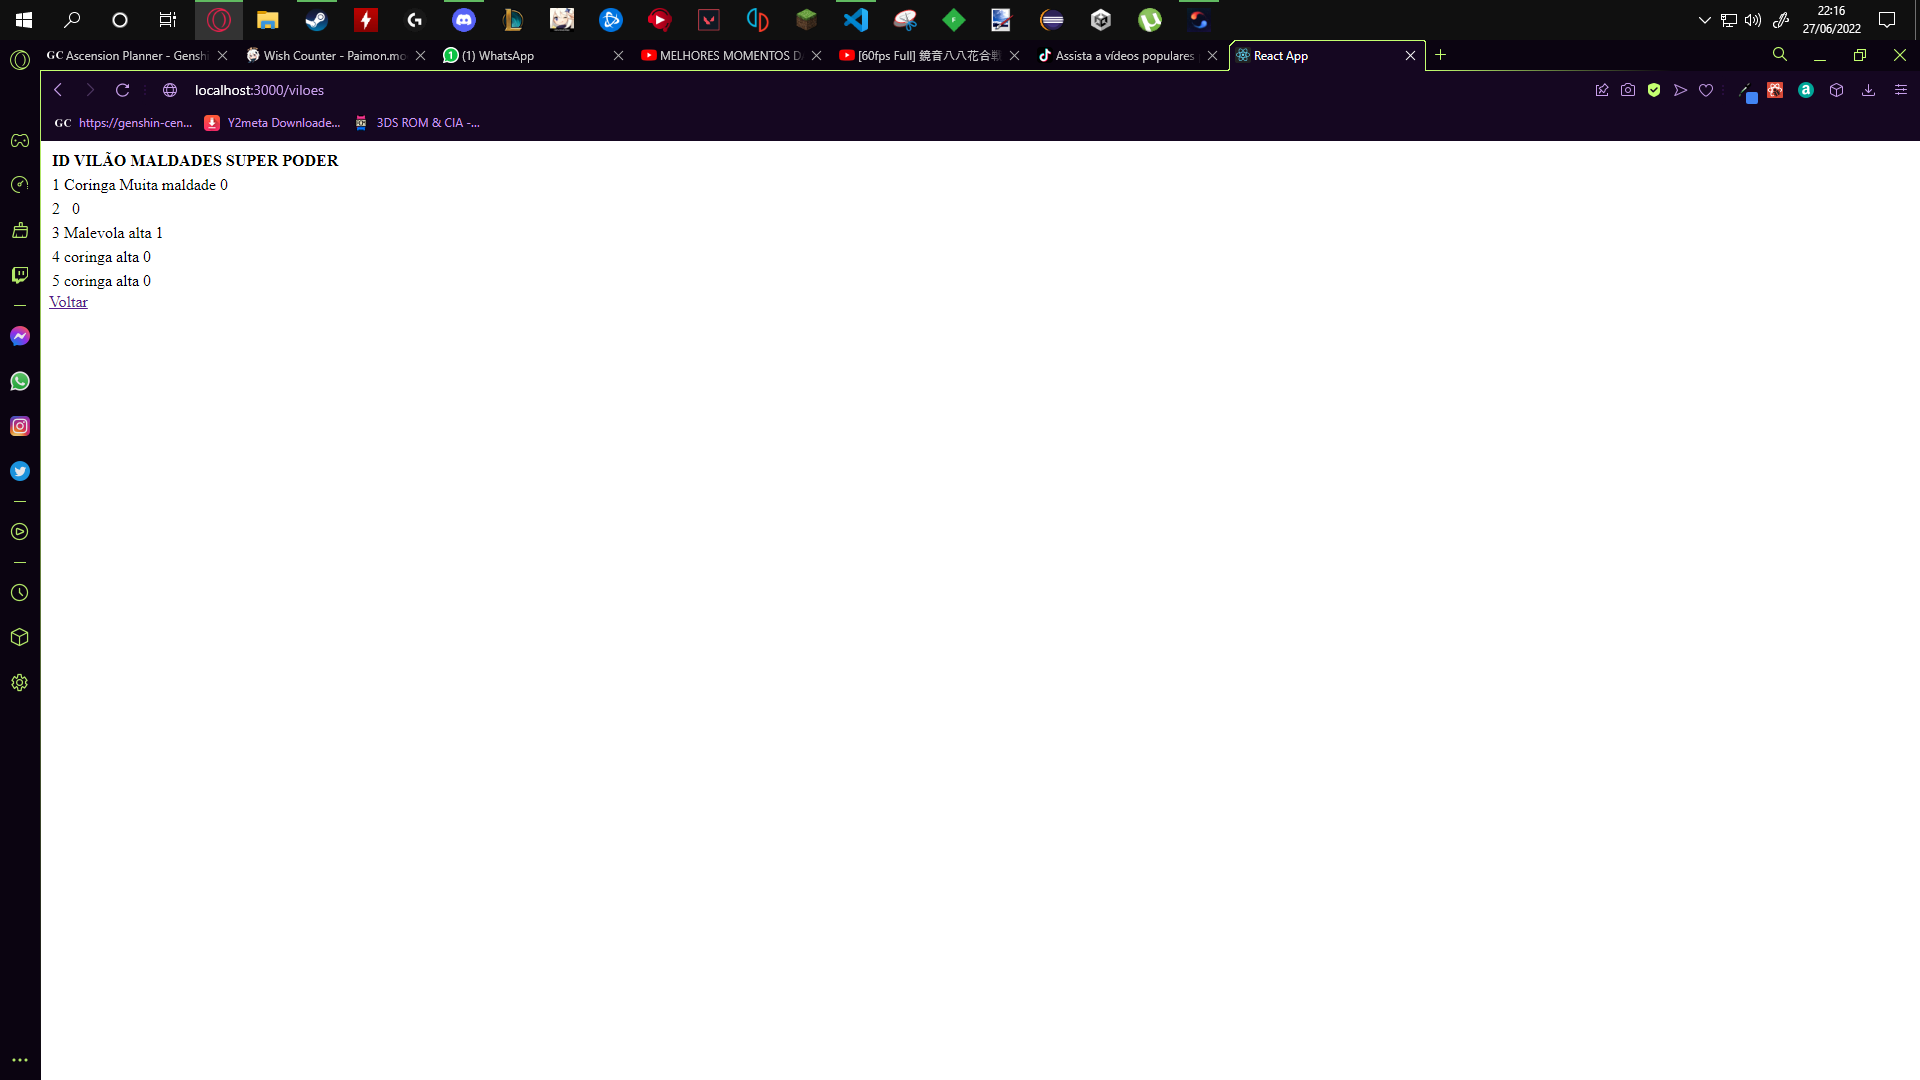 22:16
27/06/2022
GC Ascension Planner - Genshi
Wish Counter - Paimon.mo
(1) WhatsApp
MELHORES MOMENTOS D
[60fps Full] 鏡音八八花合戦
Assista a vídeos populares
React App
localhost:3000/viloes
GC https://genshin-cen...
Y2meta Downloade...
3DS ROM & CIA -...
ID VILÃO MALDADES SUPER PODER
1 Coringa Muita maldade 0
2 0
3 Malevola alta 1
4 coringa alta 0
5 coringa alta 0
Voltar